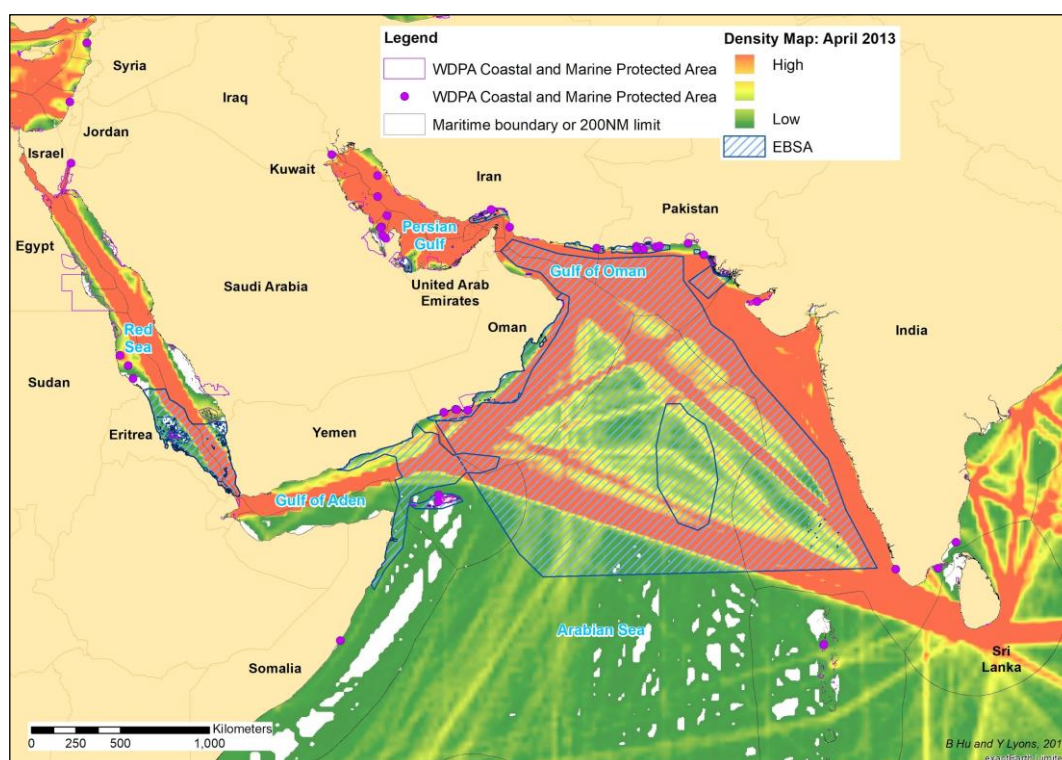 Legend
WDPA Coastal and Marine Protected Area
WDPA Coastal and Marine Protected Area
Maritime boundary or 200NM limit
Density Map: April 2013
High
Low
EBSA
Syria
Iraq
Jordan
Israel
Kuwait
Iran
Pakistan
Egypt
Persian
Gulf
Gulf of Oman
Saudi Arabia
United Arab
Emirates
Oman
India
Red
Sea
Sudan
Eritrea
Yemen
Gulf of Aden
Arabian Sea
Somalia
Sri
Lanka
Kilometers
0 250 500 1,000
B Hu and Y Lyons, 201